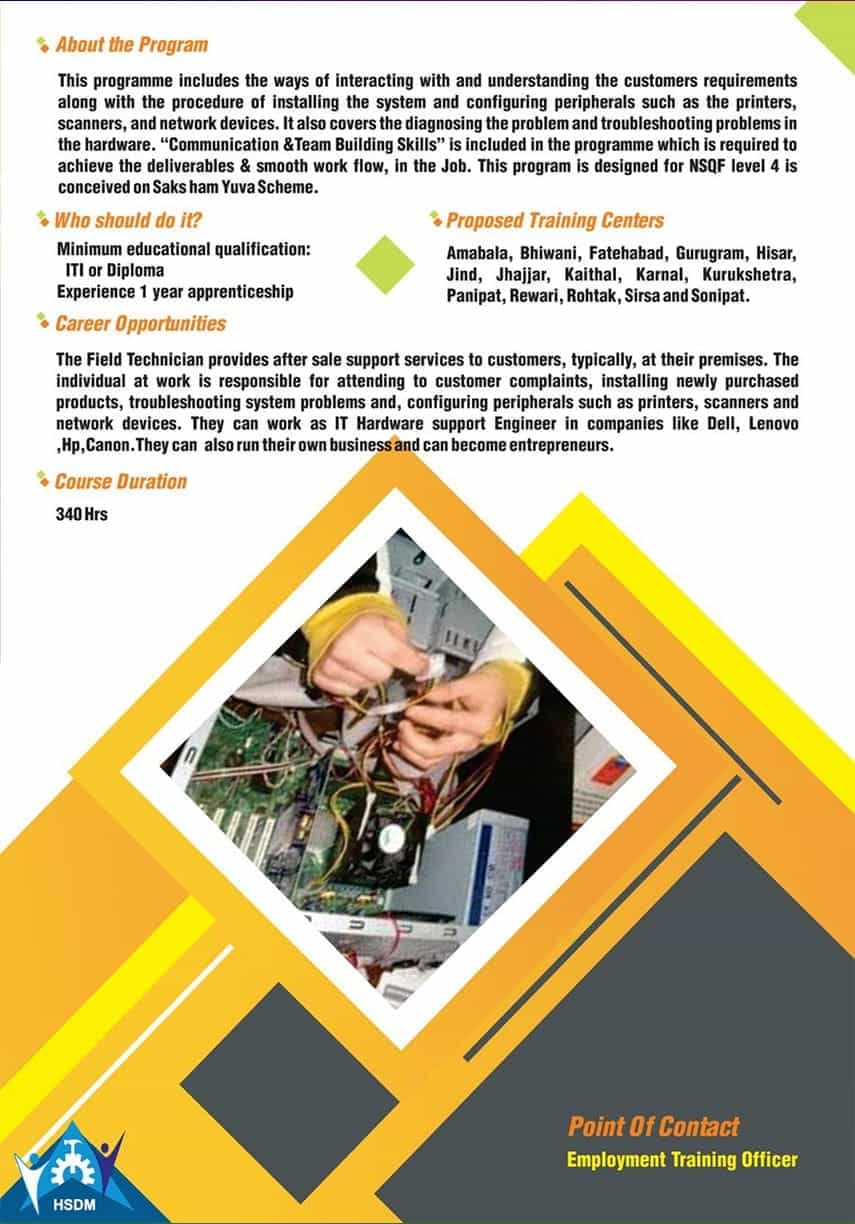 About the Program
This programme includes the ways of interacting with and understanding the customers requirements
along with the procedure of installing the system and configuring peripherals such as the printers,
scanners, and network devices. It also covers the diagnosing the problem and troubleshooting problems in
the hardware. “Communication &Team Building Skills” is included in the programme which is required to
achieve the deliverables & smooth work flow, in the Job. This program is designed for NSQF level 4 is
conceived on Saks ham Yuva Scheme.
Who should do it?
Minimum educational qualification:
ITI or Diploma
Experience 1 year apprenticeship
Proposed Training Centers
Amabala, Bhiwani, Fatehabad, Gurugram, Hisar,
Jind, Jhajjar, Kaithal, Karnal, Kurukshetra,
Panipat, Rewari, Rohtak, Sirsa and Sonipat.
Career Opportunities
The Field Technician provides after sale support services to customers, typically, at their premises. The
individual at work is responsible for attending to customer complaints, installing newly purchased
products, troubleshooting system problems and, configuring peripherals such as printers, scanners and
network devices. They can work as IT Hardware support Engineer in companies like Dell, Lenovo
,Hp,Canon.They can also run their own business and can become entrepreneurs.
Course Duration
340 Hrs
Point Of Contact
Employment Training Officer
HSDM